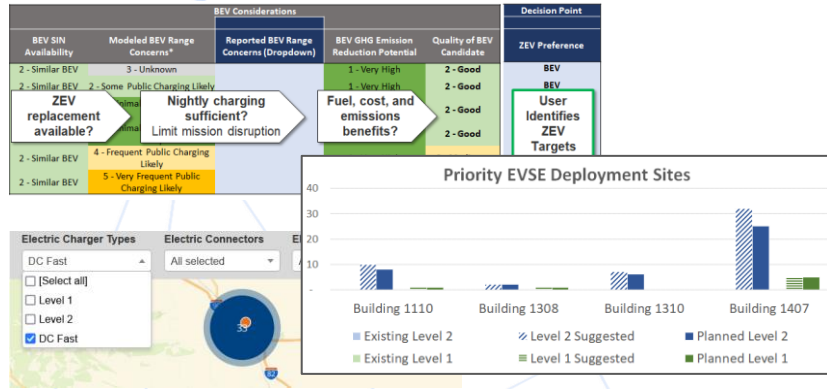 BEV Considerations
Decision Point
BEV SIN Availability
Modeled BEV Range Concerns*
Reported BEV Range Concerns (Dropdown)
BEV GHG Emission Reduction Potential
Quality of BEV Candidate
ZEV Preference
2 - Similar BEV
3 - Unknown
1 - Very High
2 - Good
BEV
2 - Similar BEV
2 - Some Public Charging Likely
1 - Very High
2 - Good
BEV
ZEV
replacement
available?
Nightly charging
sufficient?
Limit mission disruption
Fuel, cost, and
emissions
benefits?
2 - Good
2 - Good
User
Identifies
ZEV
Targets
2 - Similar BEV
4 - Frequent Public Charging
Likely
2 - Similar BEV
5 - Very Frequent Public
Charging Likely
Priority EVSE Deployment Sites
40
30
20
10
-
Building 1110
Building 1308
Building 1310
Building 1407
Existing Level 2
Level 2 Suggested
Planned Level 2
Existing Level 1
Level 1 Suggested
Planned Level 1
Electric Charger Types
Electric Connectors
DC Fast
All selected
[Select all]
Level 1
Level 2
DC Fast
33
82